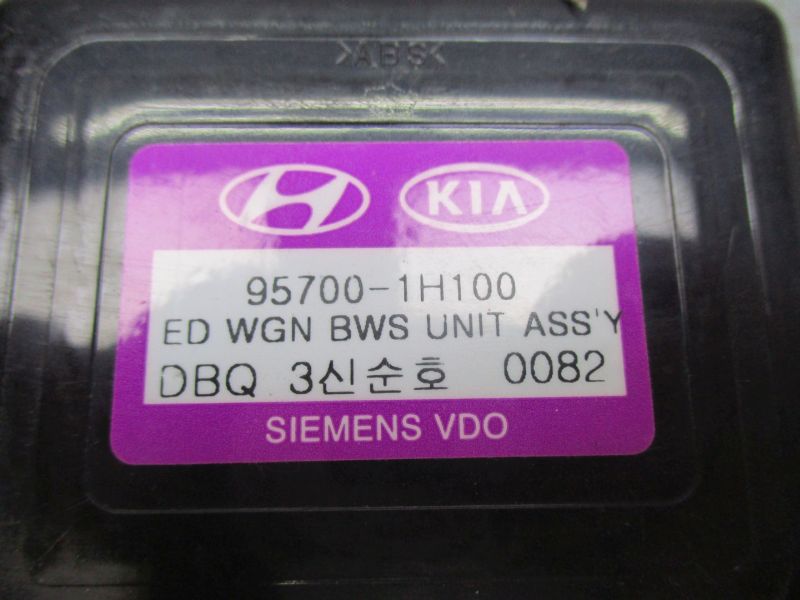 >ABS<
KIA
95700-1H100
ED WGN BWS UNIT ASS'Y
DBQ 3신순호 0082
SIEMENS VDO